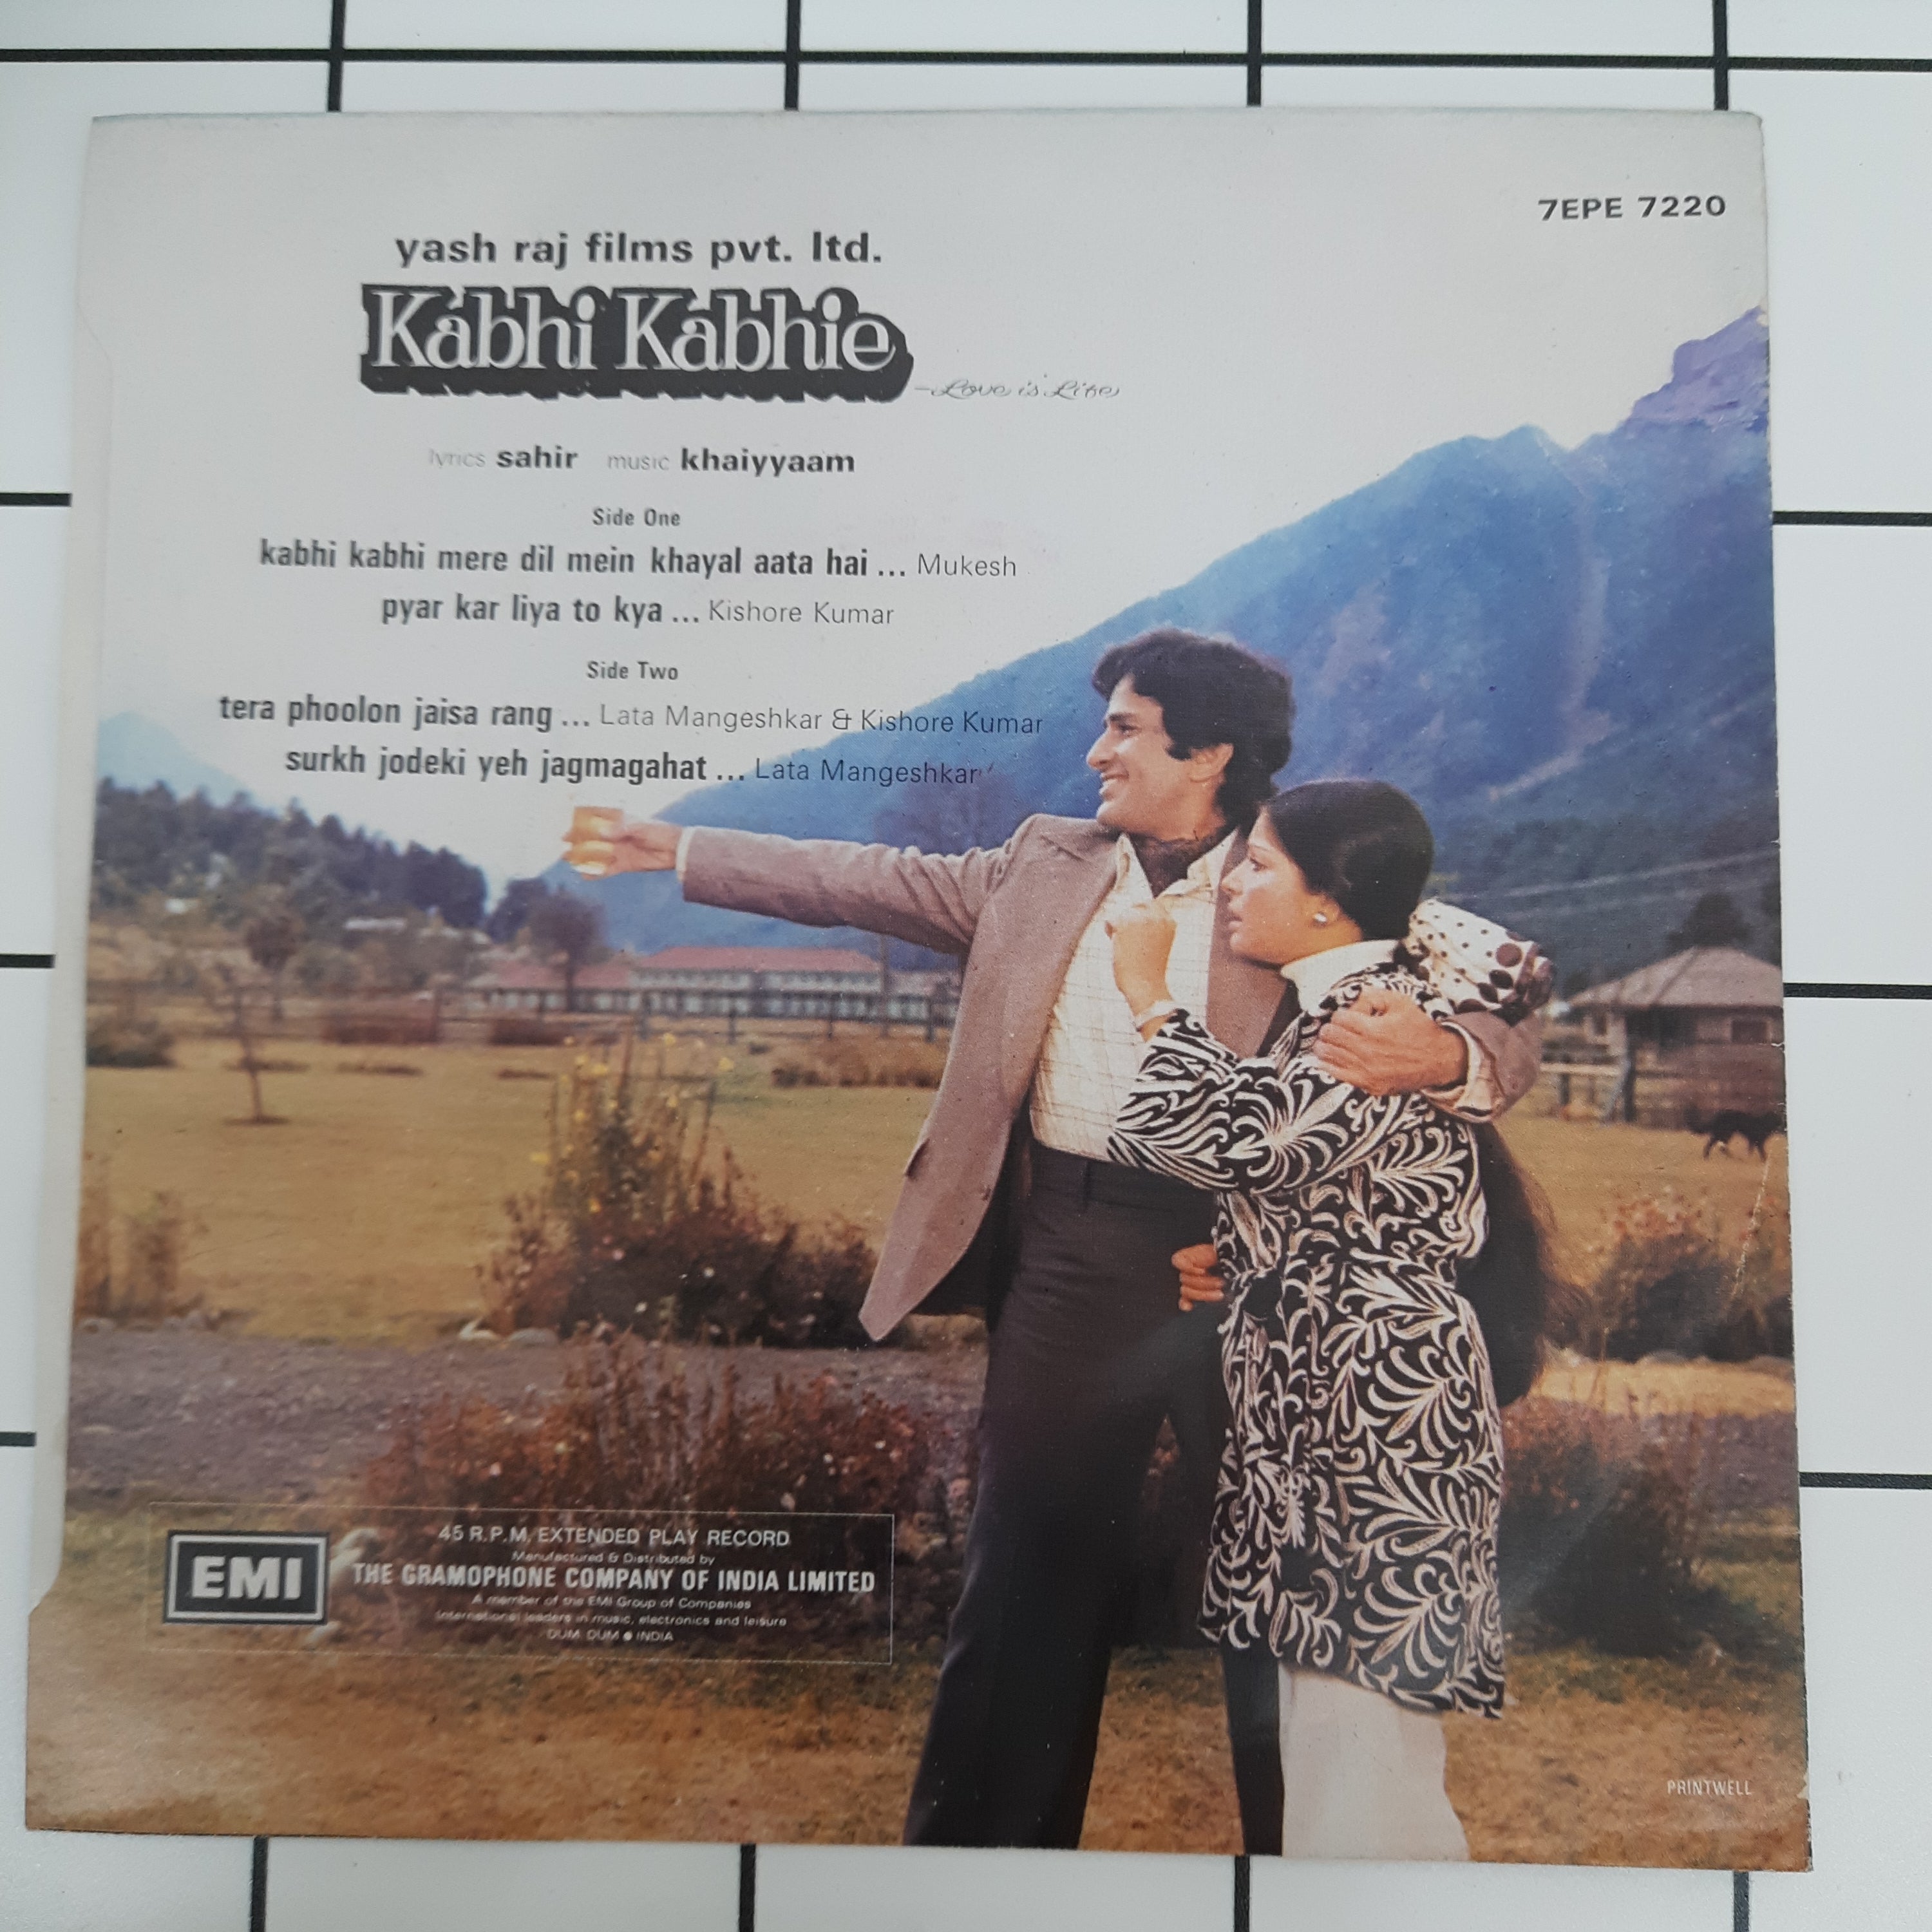 7EPE 7220
yash raj films pvt. ltd.
Kabhi Kabhie
-Love is Life
lyrics sahir music khaiyyaam
Side One
kabhi kabhi mere dil mein khayal aata hai ... Mukesh
pyar kar liya to kya ... Kishore Kumar
Side Two
tera phoolon jaisa rang ... Lata Mangeshkar & Kishore Kumar
surkh jodeki yeh jagmagahat ... Lata Mangeshkar
EMI
45 R.P.M. EXTENDED PLAY RECORD
Manufactured & Distributed by
THE GRAMOPHONE COMPANY OF INDIA LIMITED
A member of the EMI Group of Companies
International leaders in music, electronics and leisure
DUM DUM ● INDIA
PRINTWELL